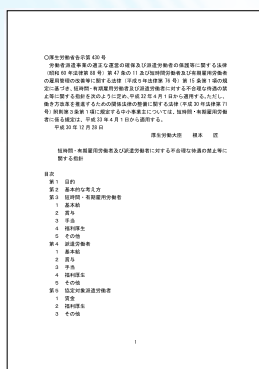 ○厚生労働省告示第430号
労働者派遣事業の適正な運営の確保及び派遣労働者の保護等に関する法律
(昭和60年法律第88号)第47条の11及び短時間労働者及び有期雇用労働者
の雇用管理の改善等に関する法律(平成5年法律第76号)第15条第1項の規
定に基づき、短時間・有期雇用労働者及び派遣労働者に対する不合理な待遇の禁止
等に関する指針を次のように定め、平成32年4月1日から適用する。ただし、
働き方改革を推進するための関係法律の整備に関する法律(平成30年法律第71
号)附則第3条第1項に規定する中小事業主については、短時間・有期雇用労働
者に係る規定は、平成33年4月1日から適用する。
平成30年12月28日
厚生労働大臣 根本 匠
短時間・有期雇用労働者及び派遣労働者に対する不合理な待遇の禁止等に
関する指針
目次
第1 目的
第2 基本的な考え方
第3 短時間・有期雇用労働者
1 基本給
2 賞与
3 手当
4 福利厚生
5 その他
第4 派遣労働者
1 基本給
2 賞与
3 手当
4 福利厚生
5 その他
第5 協定対象派遣労働者
1 賃金
2 福利厚生
3 その他
1